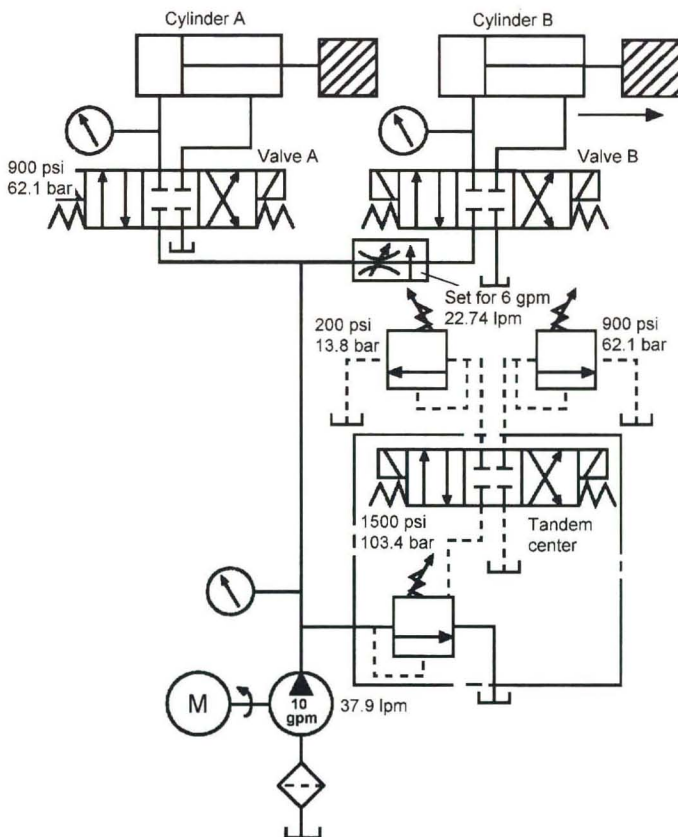 Cylinder A
Cylinder B
Valve A
Valve B
900 psi
62.1 bar
Set for 6 gpm
22.74 lpm
200 psi
13.8 bar
900 psi
62.1 bar
1500 psi
103.4 bar
Tandem
center
M
10
gpm
37.9 lpm